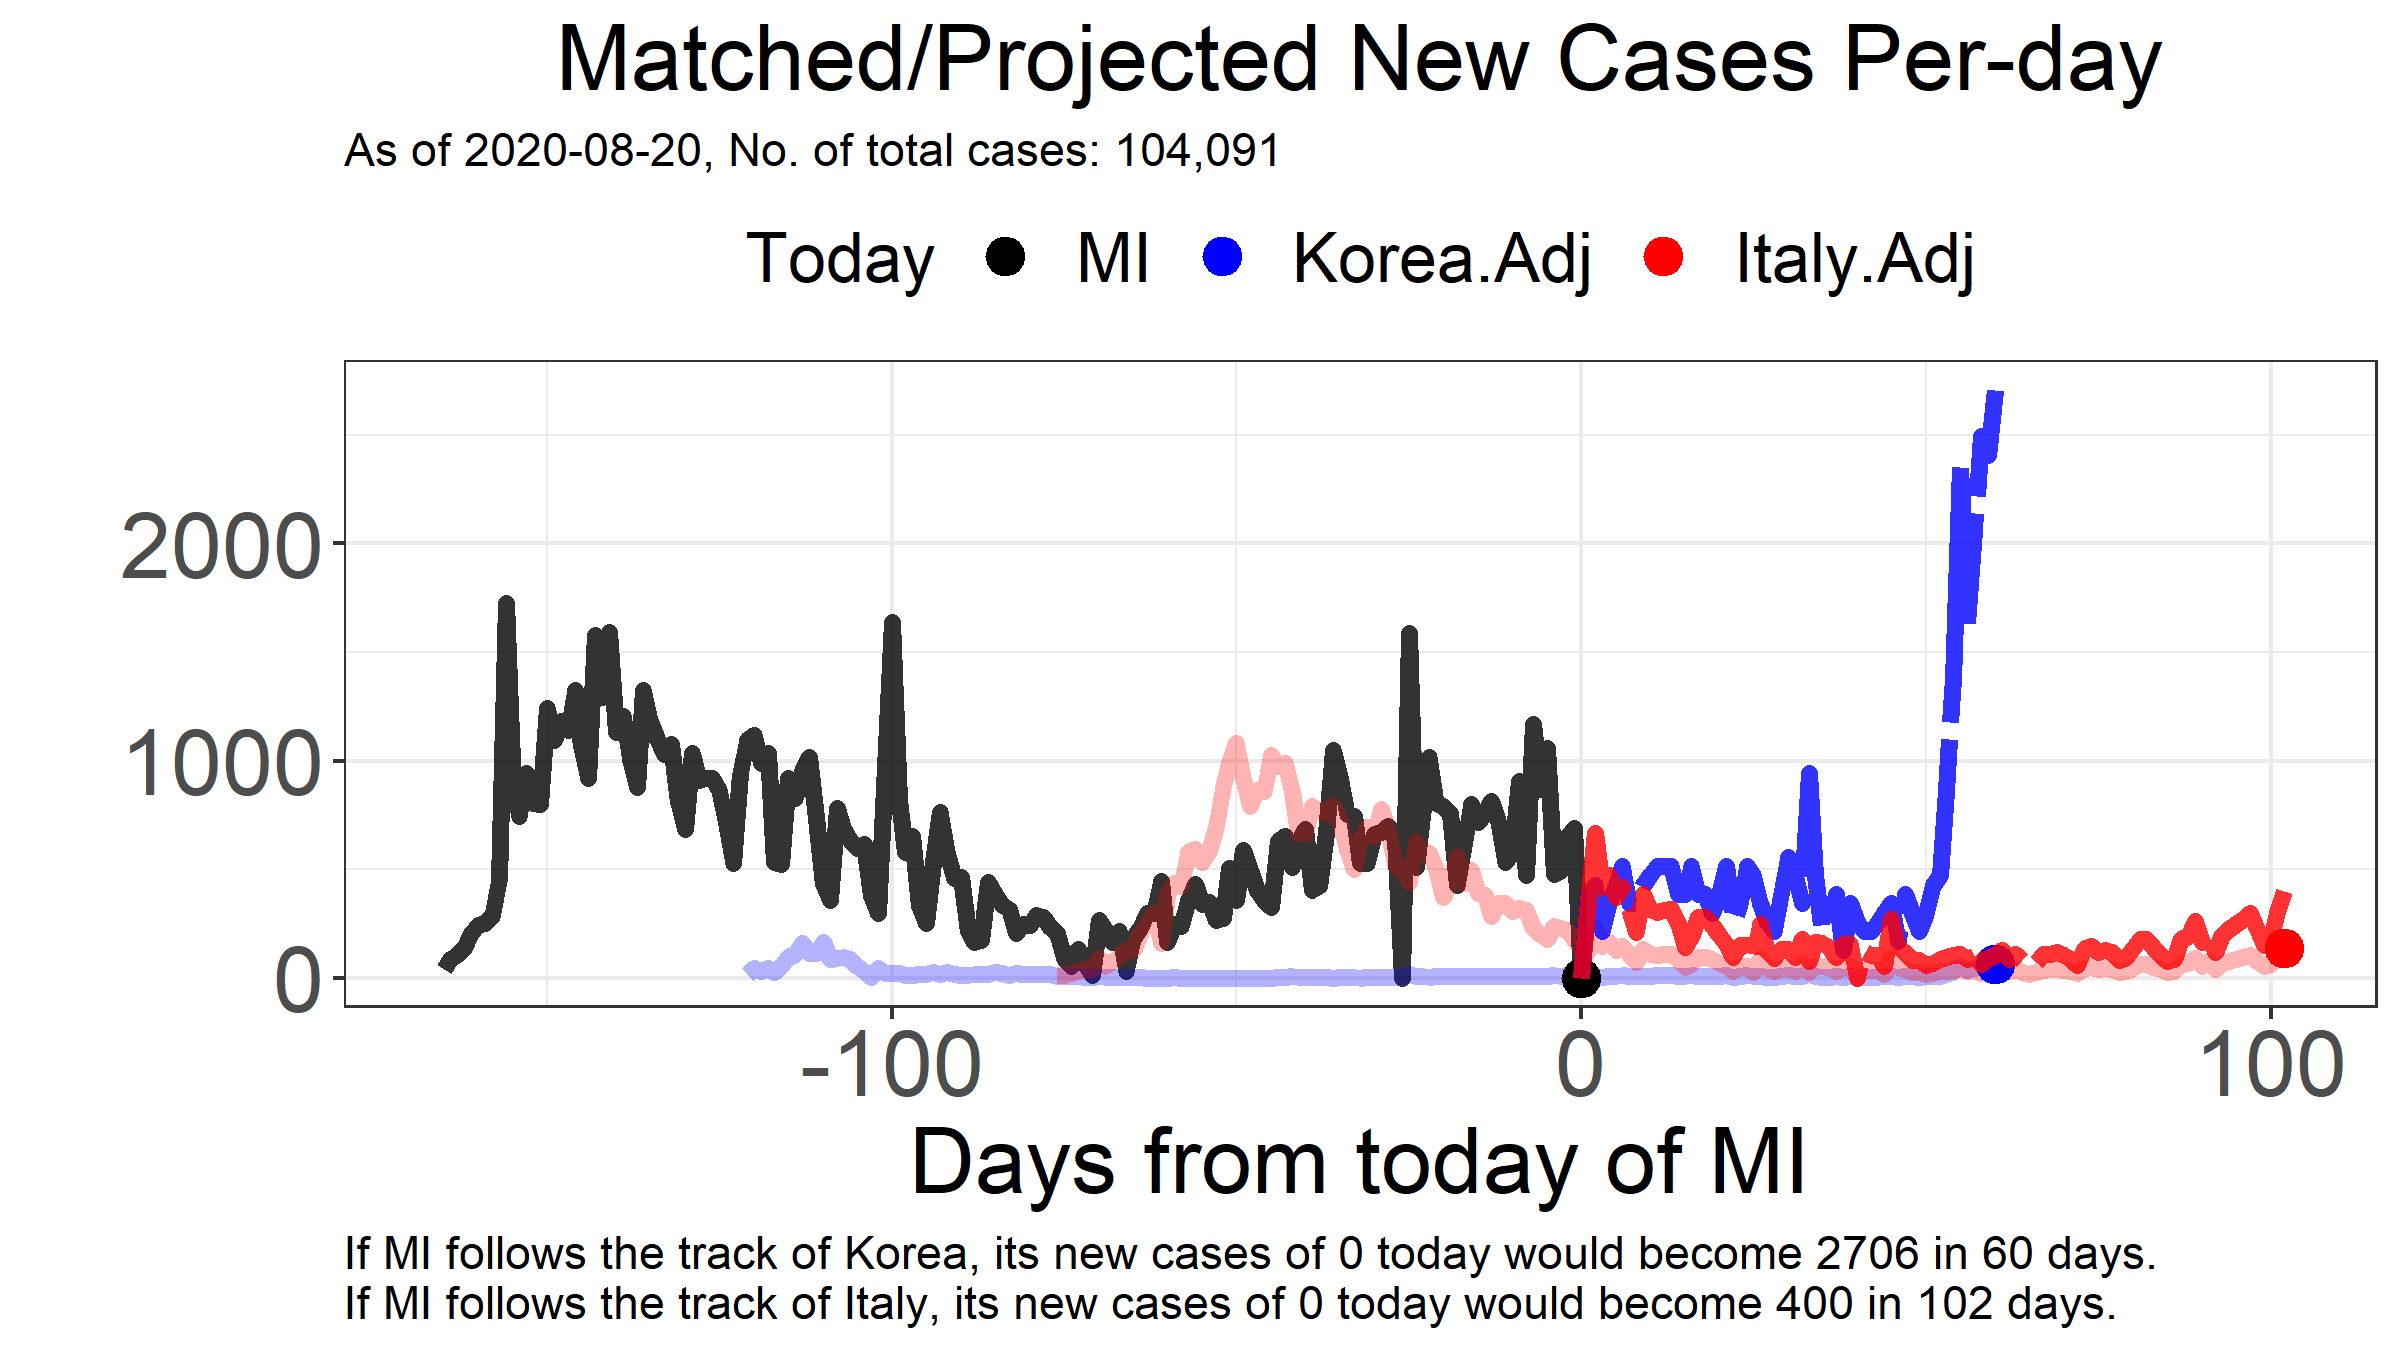 Matched/Projected New Cases Per-day
As of 2020-08-20, No. of total cases: 104,091
Today MI Korea.Adj Italy.Adj
2000
1000
0
-100 0 100
Days from today of MI
If MI follows the track of Korea, its new cases of 0 today would become 2706 in 60 days.
If MI follows the track of Italy, its new cases of 0 today would become 400 in 102 days.